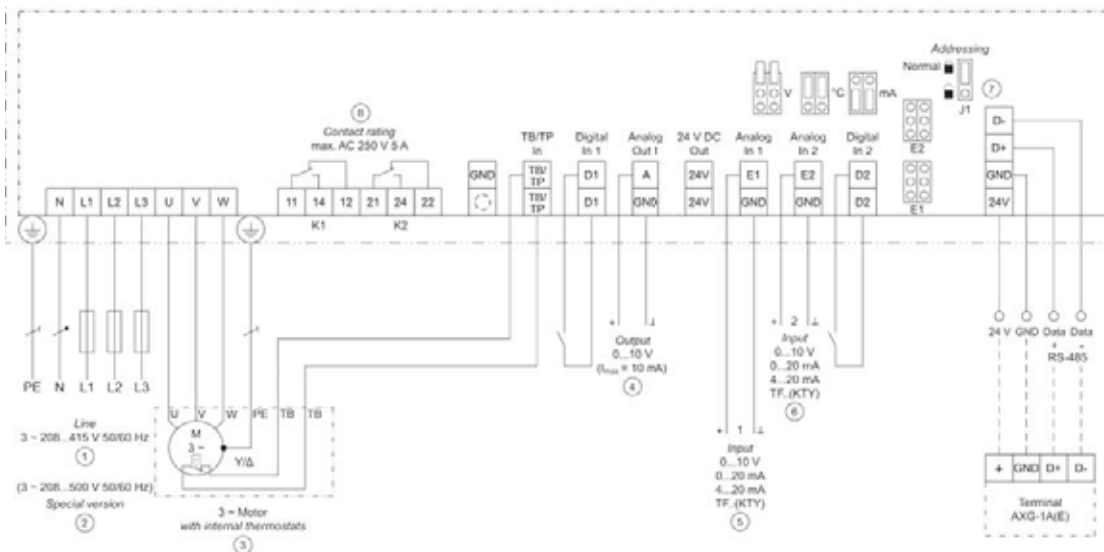 Addressing
Normal
J1
V
°C
mA
7
8
Contact rating
max. AC 250 V 5 A
TB/TP
In
Digital
In 1
Analog
Out I
24 V DC
Out
Analog
In 1
Analog
In 2
Digital
In 2
E2
E1
D-
D+
GND
24V
GND
TB/
TP
TB/
TP
D1
D1
A
GND
24V
24V
E1
GND
E2
GND
D2
D2
N L1 L2 L3 U V W
11 14 12 21 24 22
K1 K2
+ ⊥
Output
0...10 V
(Imax = 10 mA)
4
+ 2 ⊥
Input
0...10 V
0...20 mA
4...20 mA
TF..(KTY)
6
24 V GND Data Data
+ -
RS-485
PE N L1 L2 L3
Line
3 ~ 208...415 V 50/60 Hz
1
(3 ~ 208...500 V 50/60 Hz)
Special version
2
U V W PE TB TB
M
3 ~
Y/Δ
3 ~ Motor
with internal thermostats
3
+ 1 ⊥
Input
0...10 V
0...20 mA
4...20 mA
TF..(KTY)
5
+ GND D+ D-
Terminal
AXG-1A(E)